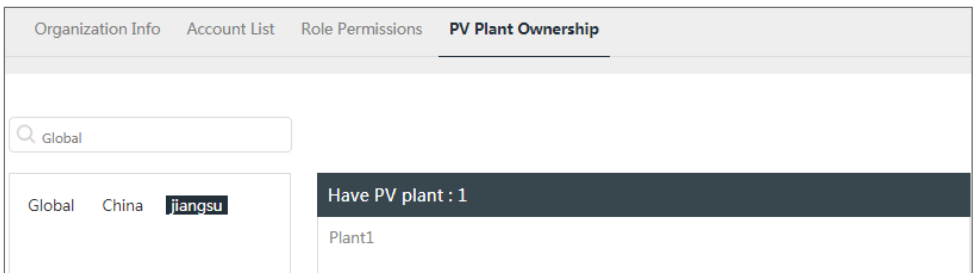 Organization Info Account List Role Permissions PV Plant Ownership
Global
Global China jiangsu
Have PV plant : 1
Plant1